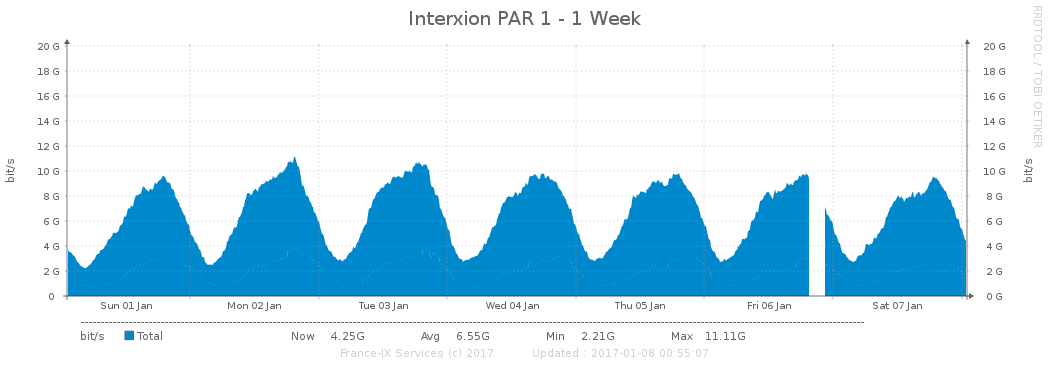 Interxion PAR 1 - 1 Week
RRDTOOL / TOBI OETIKER
bit/s
20 G 20 G
18 G 18 G
16 G 16 G
14 G 14 G
12 G 12 G
10 G 10 G
8 G 8 G
6 G 6 G
4 G 4 G
2 G 2 G
0 0 G
bit/s
Sun 01 Jan Mon 02 Jan Tue 03 Jan Wed 04 Jan Thu 05 Jan Fri 06 Jan Sat 07 Jan
bit/s Total Now 4.25G Avg 6.55G Min 2.21G Max 11.11G
France-IX Services (c) 2017 Updated : 2017-01-08 00:55:07